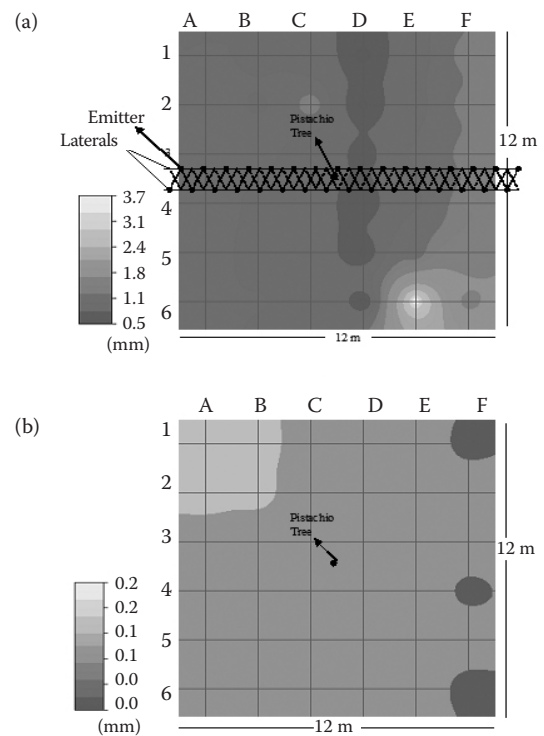 (a)
A B C D E F
1
2
3
4
5
6
Emitter
Laterals
Pistachio
Tree
12 m
3.7
3.1
2.4
1.8
1.1
0.5
(mm)
12 m
(b)
A B C D E F
1
2
3
4
5
6
Pistachio
Tree
12 m
0.2
0.2
0.1
0.1
0.0
0.0
(mm)
12 m